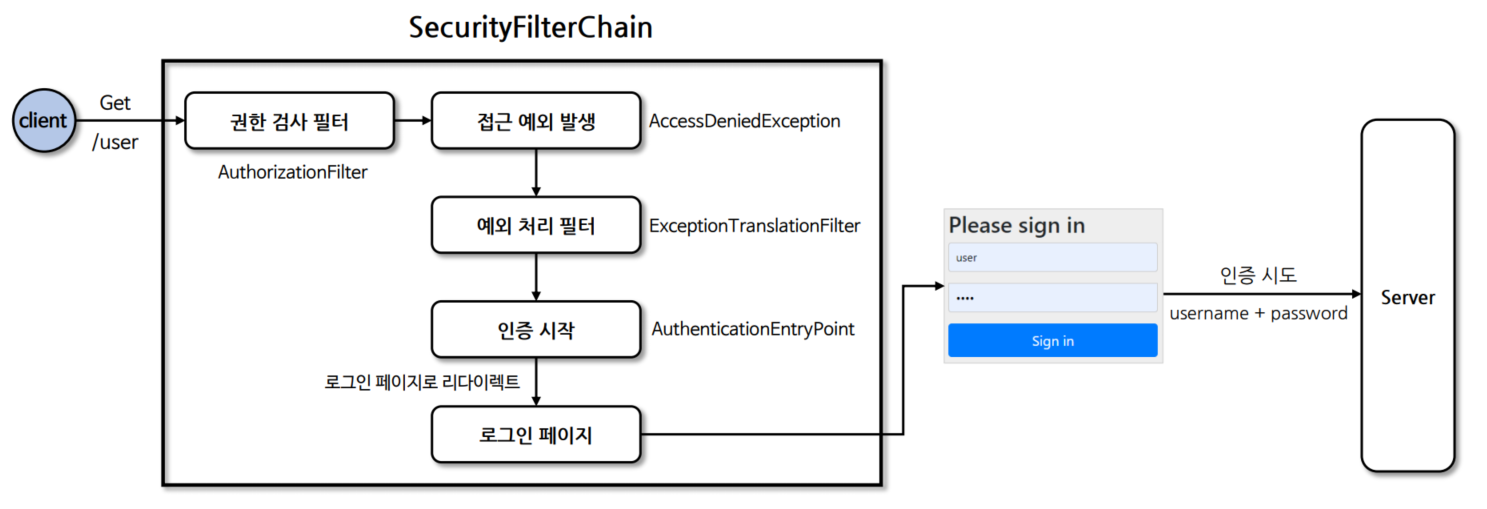 SecurityFilterChain
client
Get
/user
권한 검사 필터
AuthorizationFilter
접근 예외 발생
AccessDeniedException
예외 처리 필터
ExceptionTranslationFilter
인증 시작
AuthenticationEntryPoint
로그인 페이지로 리다이렉트
로그인 페이지
Please sign in
user
••••
Sign in
인증 시도
username + password
Server